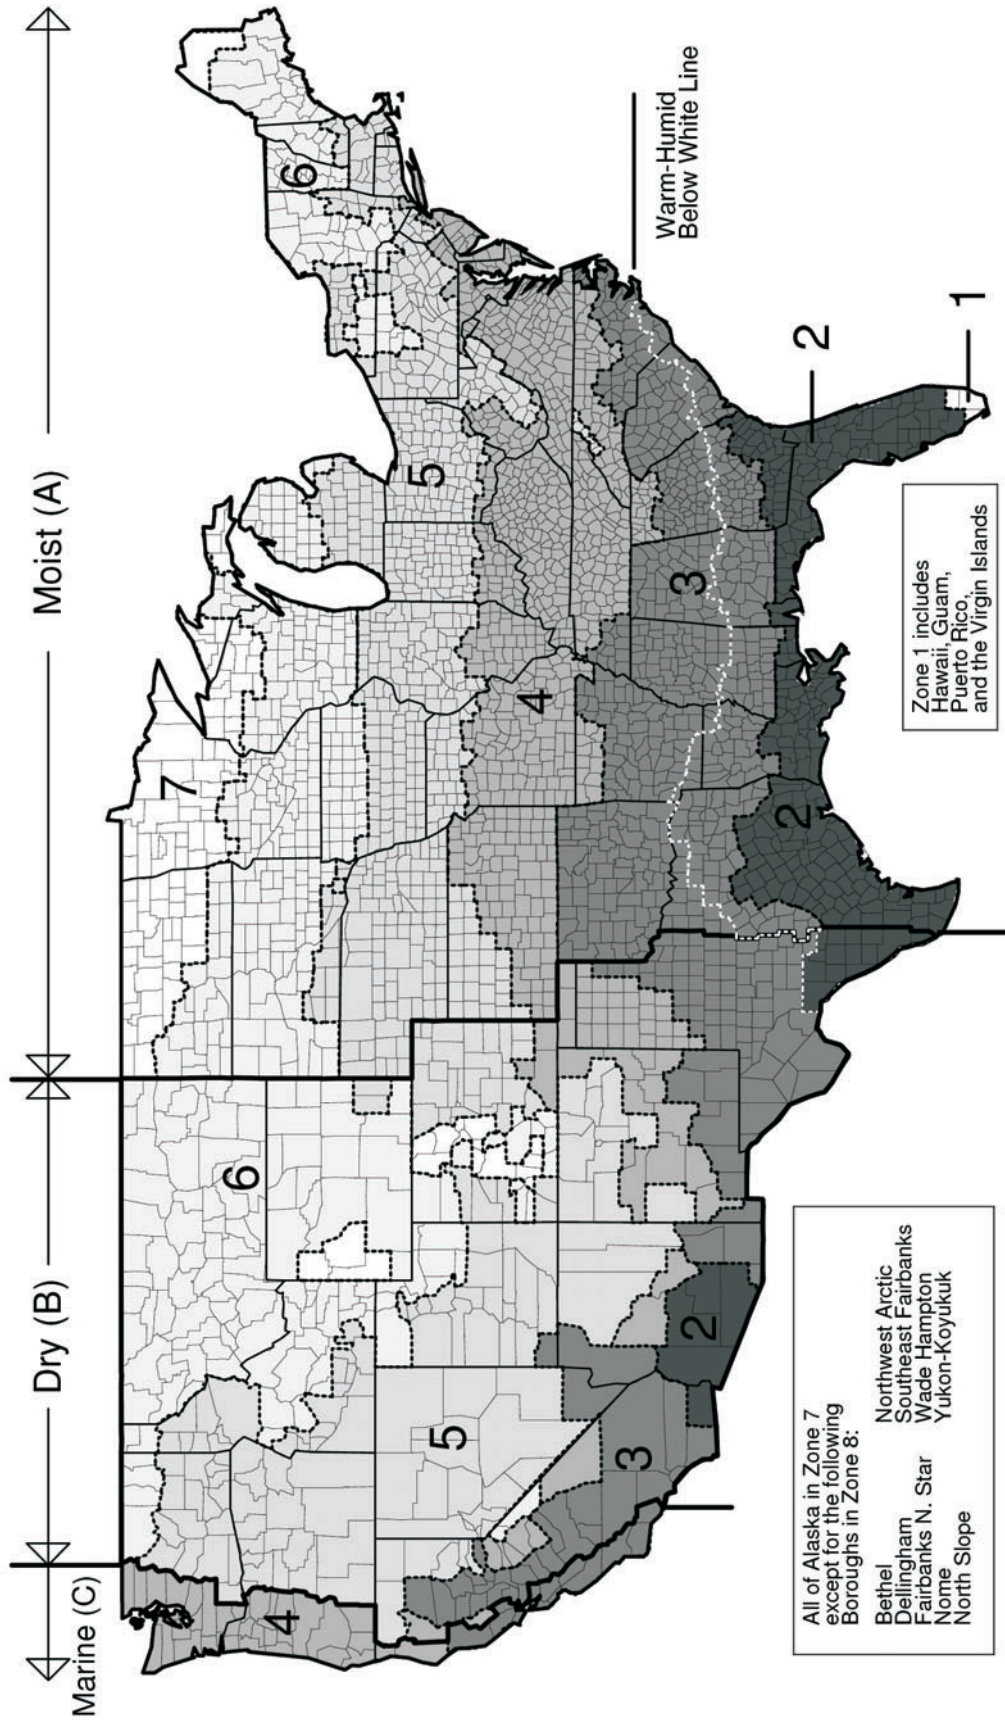 Marine (C)
Dry (B)
Moist (A)
7
6
6
5
5
4
4
3
3
2
2
2
1
Warm-Humid
Below White Line
All of Alaska in Zone 7
except for the following
Boroughs in Zone 8:
Bethel
Dellingham
Fairbanks N. Star
Nome
North Slope
Northwest Arctic
Southeast Fairbanks
Wade Hampton
Yukon-Koyukuk
Zone 1 includes
Hawaii, Guam,
Puerto Rico,
and the Virgin Islands